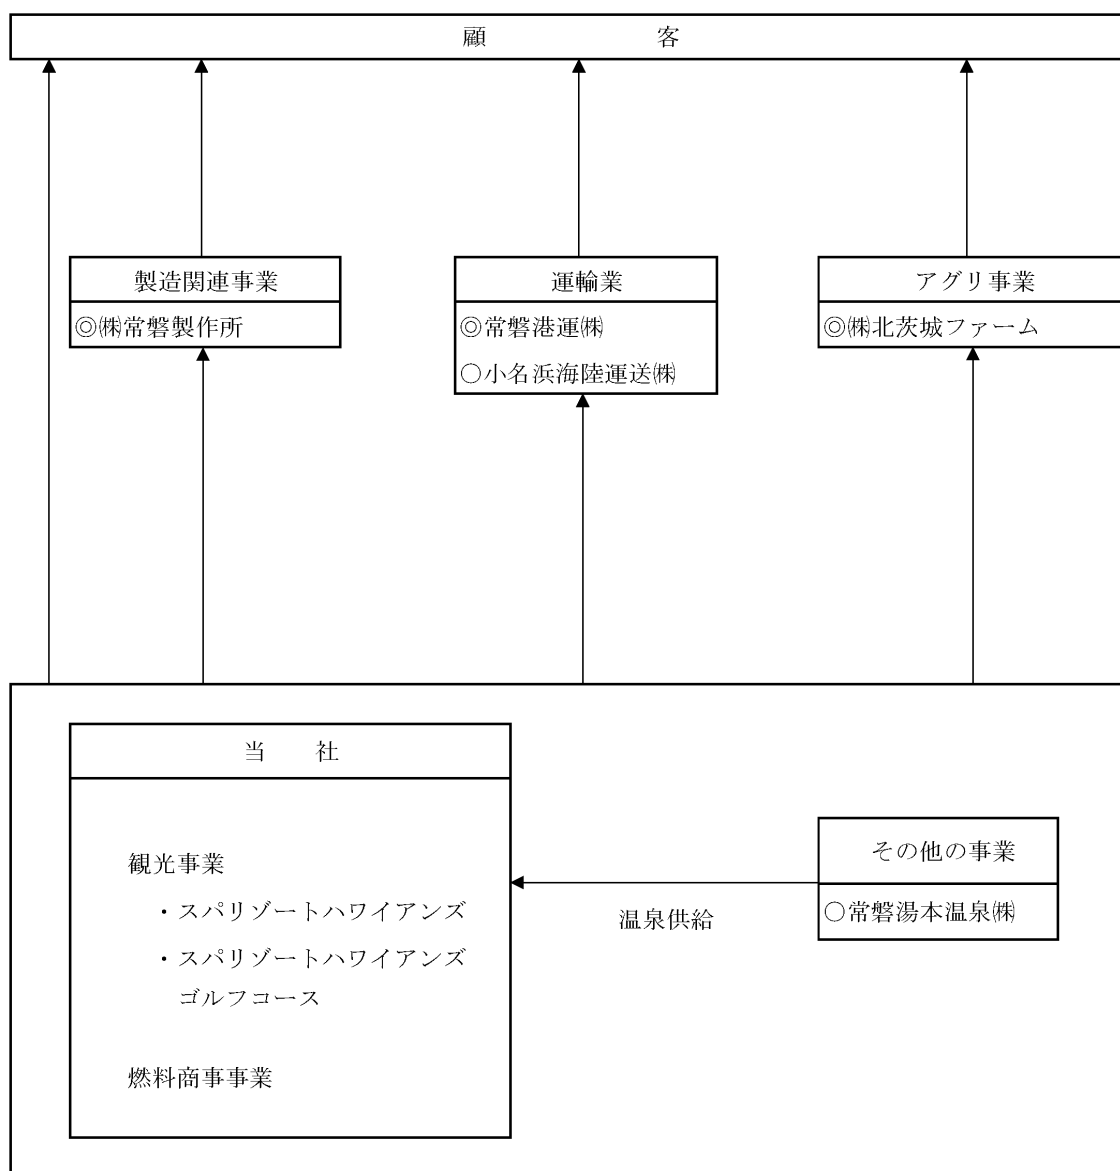 顧　　　　客
製造関連事業
◎㈱常磐製作所
運輸業
◎常磐港運㈱
○小名浜海陸運送㈱
アグリ事業
◎㈱北茨城ファーム
当　　社
観光事業
・スパリゾートハワイアンズ
・スパリゾートハワイアンズ
ゴルフコース
燃料商事事業
温泉供給
その他の事業
○常磐湯本温泉㈱